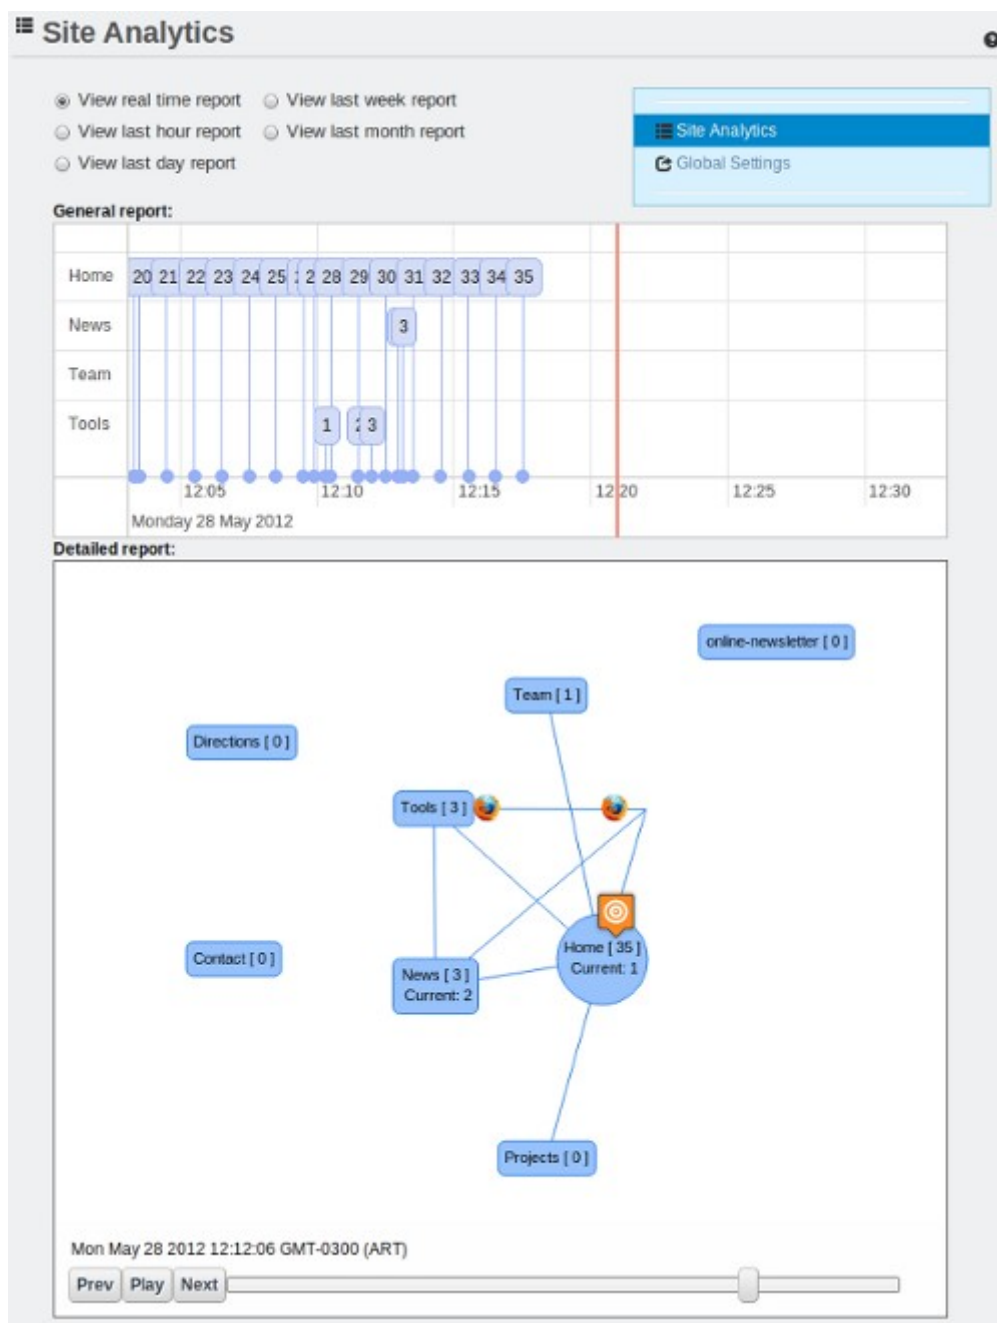 Site Analytics
View real time report View last week report
View last hour report View last month report
View last day report
Site Analytics
Global Settings
General report:
Home 20 21 22 23 24 25 2 28 29 30 31 32 33 34 35
News 3
Team
Tools 1 3
12:05 12:10 12:15 12:20 12:25 12:30
Monday 28 May 2012
Detailed report:
online-newsletter [ 0 ]
Team [ 1 ]
Directions [ 0 ]
Tools [ 3 ]
Home [ 35 ]
Current: 1
Contact [ 0 ]
News [ 3 ]
Current: 2
Projects [ 0 ]
Mon May 28 2012 12:12:06 GMT-0300 (ART)
Prev Play Next